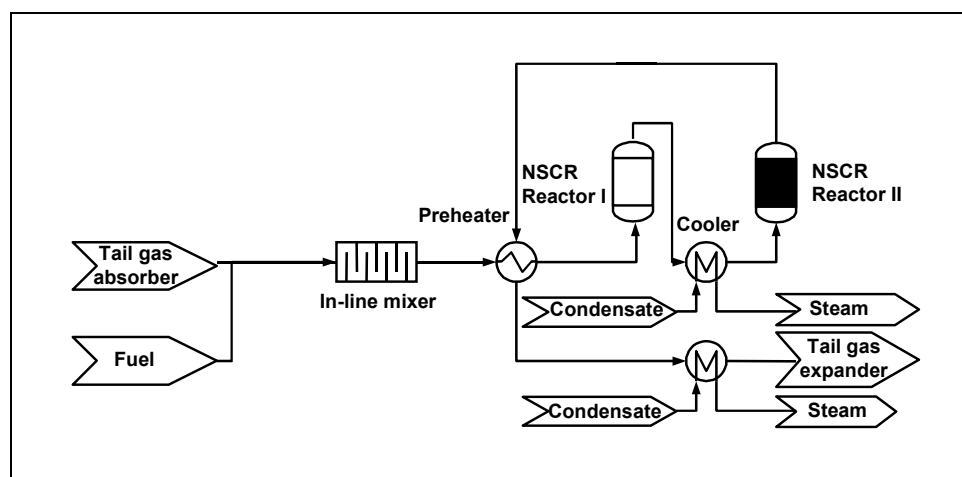 NSCR
Reactor I
NSCR
Reactor II
Preheater
Cooler
Tail gas
absorber
In-line mixer
Condensate
Steam
Fuel
Tail gas
expander
Condensate
Steam